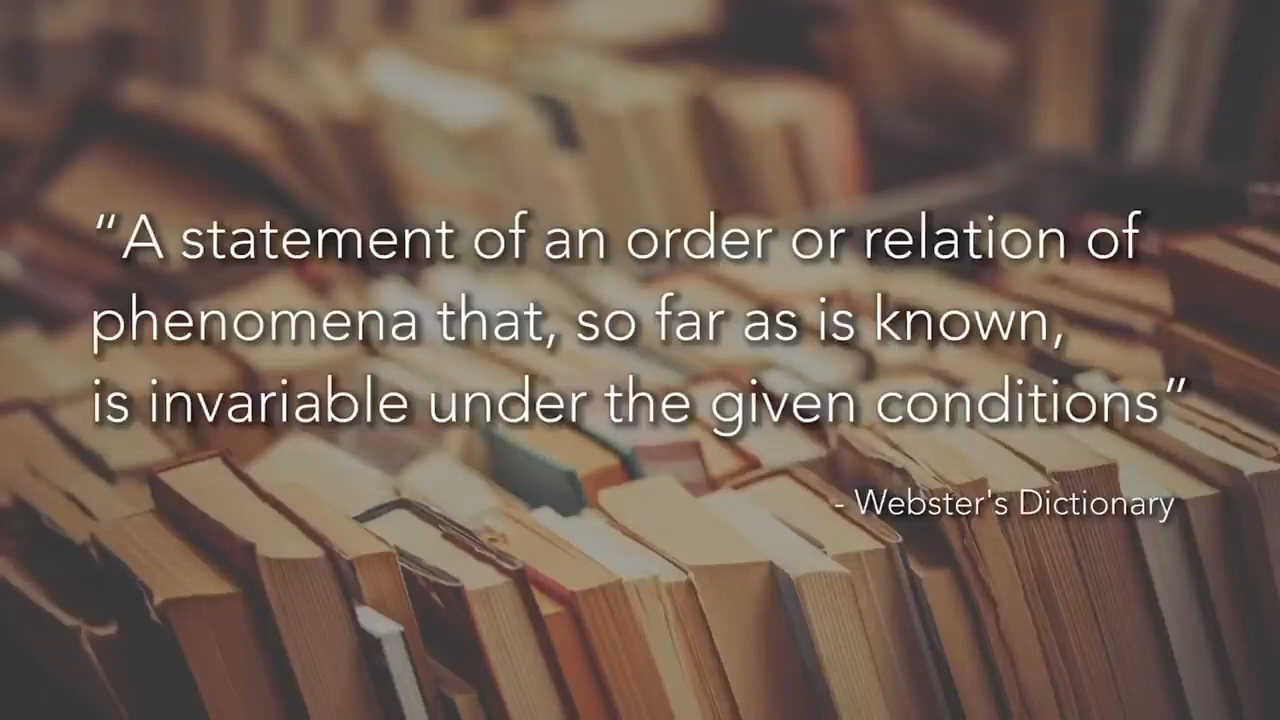 “A statement of an order or relation of
phenomena that, so far as is known,
is invariable under the given conditions”
- Webster's Dictionary